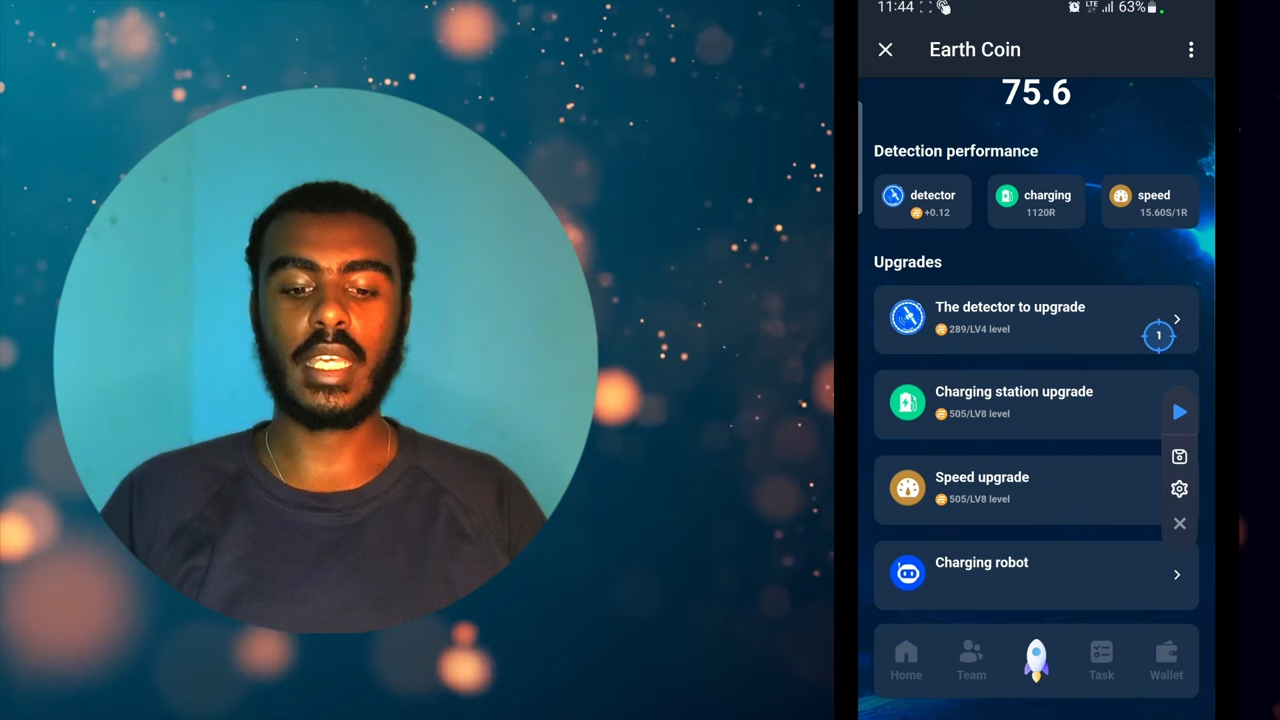 11:44
LTE
63%
Earth Coin
75.6
Detection performance
detector
+0.12
charging
1120R
speed
15.60S/1R
Upgrades
The detector to upgrade
289/LV4 level
1
Charging station upgrade
505/LV8 level
Speed upgrade
505/LV8 level
Charging robot
Home
Team
Task
Wallet